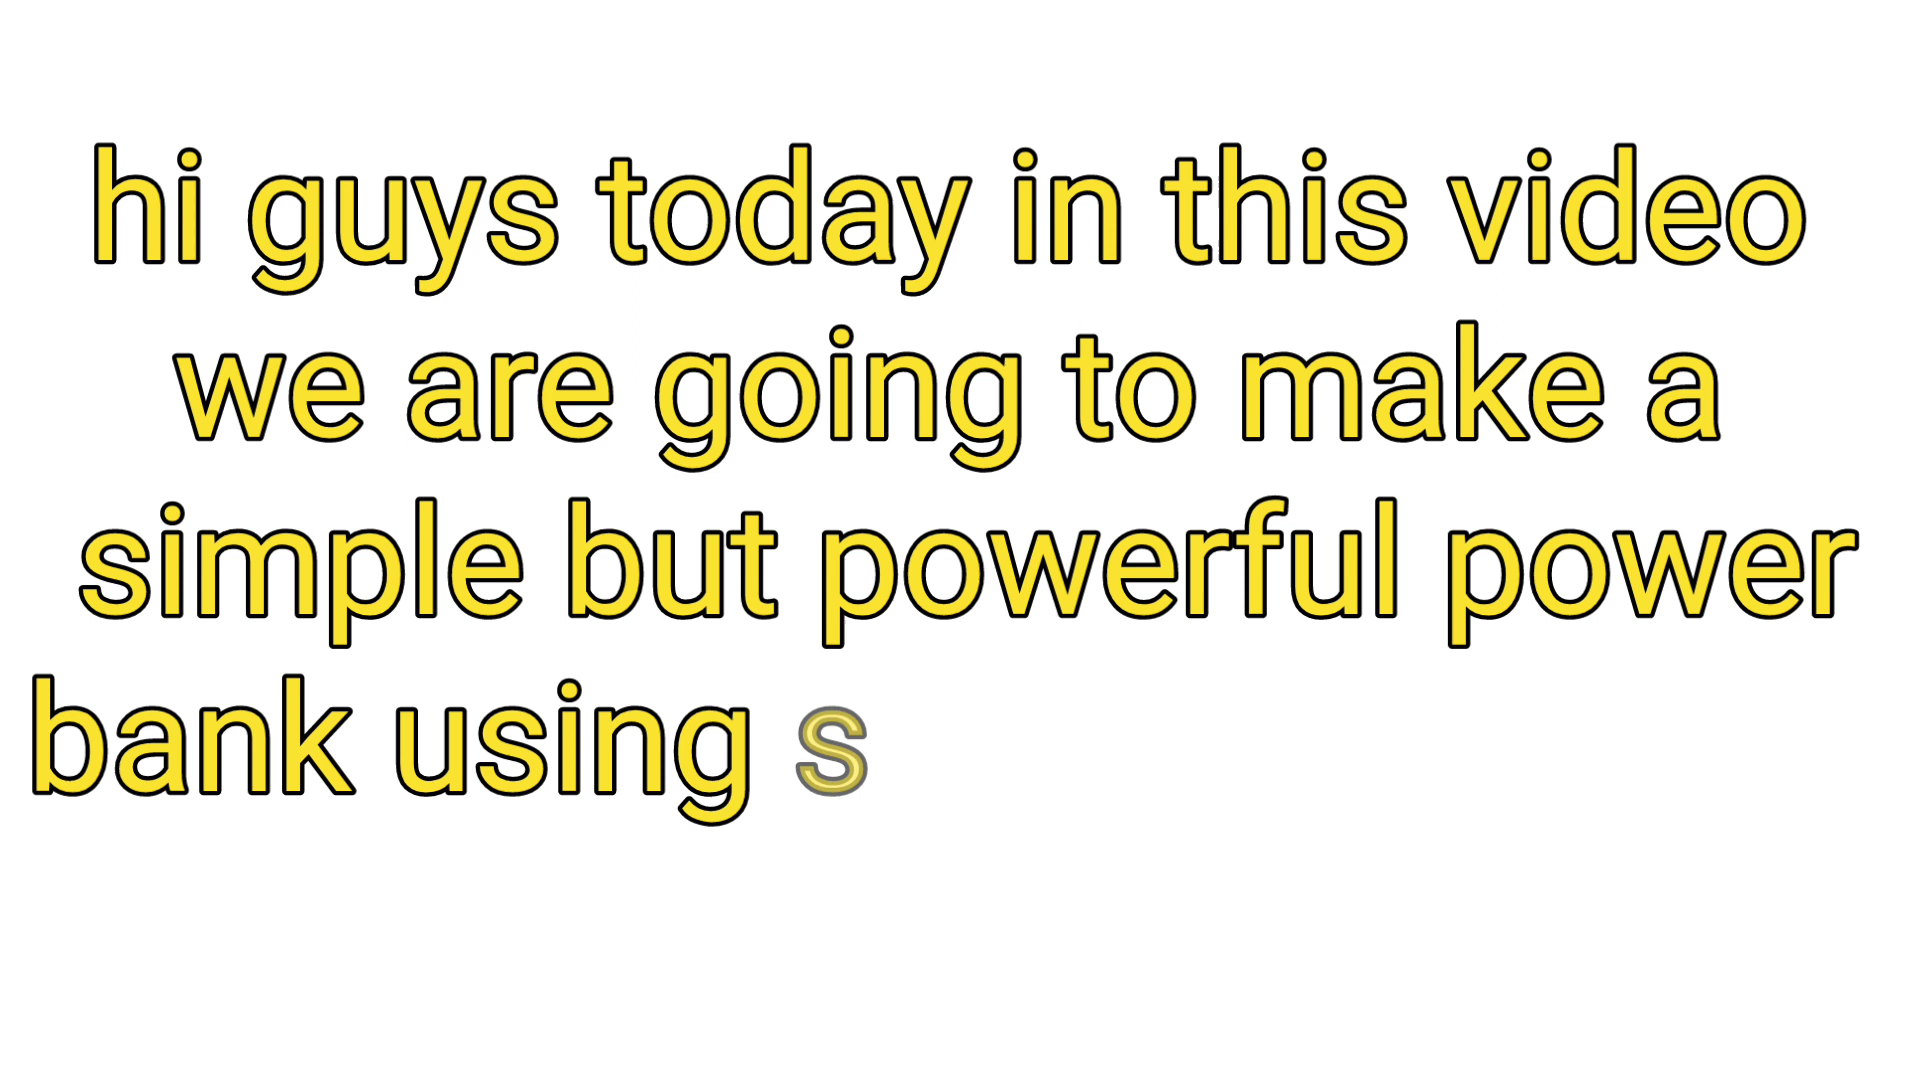 hi guys today in this video
we are going to make a
simple but powerful power
bank using s